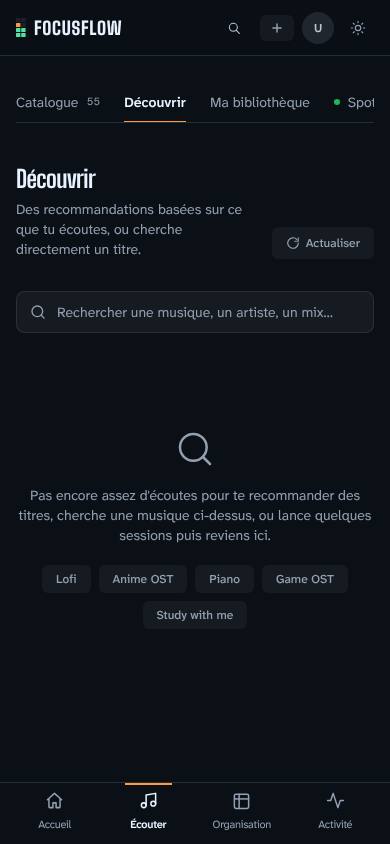 FOCUSFLOW
U
Catalogue 55 Découvrir Ma bibliothèque Spot
Découvrir
Des recommandations basées sur ce
que tu écoutes, ou cherche
directement un titre.
Actualiser
Rechercher une musique, un artiste, un mix...
Pas encore assez d'écoutes pour te recommander des
titres, cherche une musique ci-dessus, ou lance quelques
sessions puis reviens ici.
Lofi Anime OST Piano Game OST
Study with me
Accueil Écouter Organisation Activité